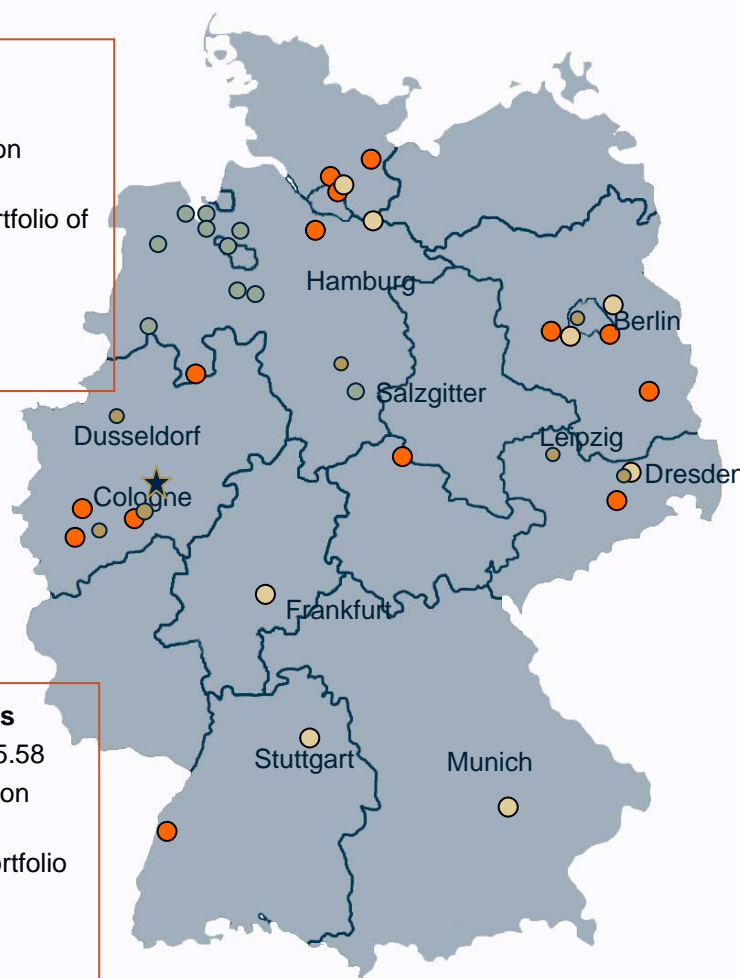 on
rtfolio of
Hamburg
Berlin
Salzgitter
Dusseldorf
Leipzig
Dresden
Cologne
Frankfurt
s
5.58
on
Stuttgart
Munich
rtfolio